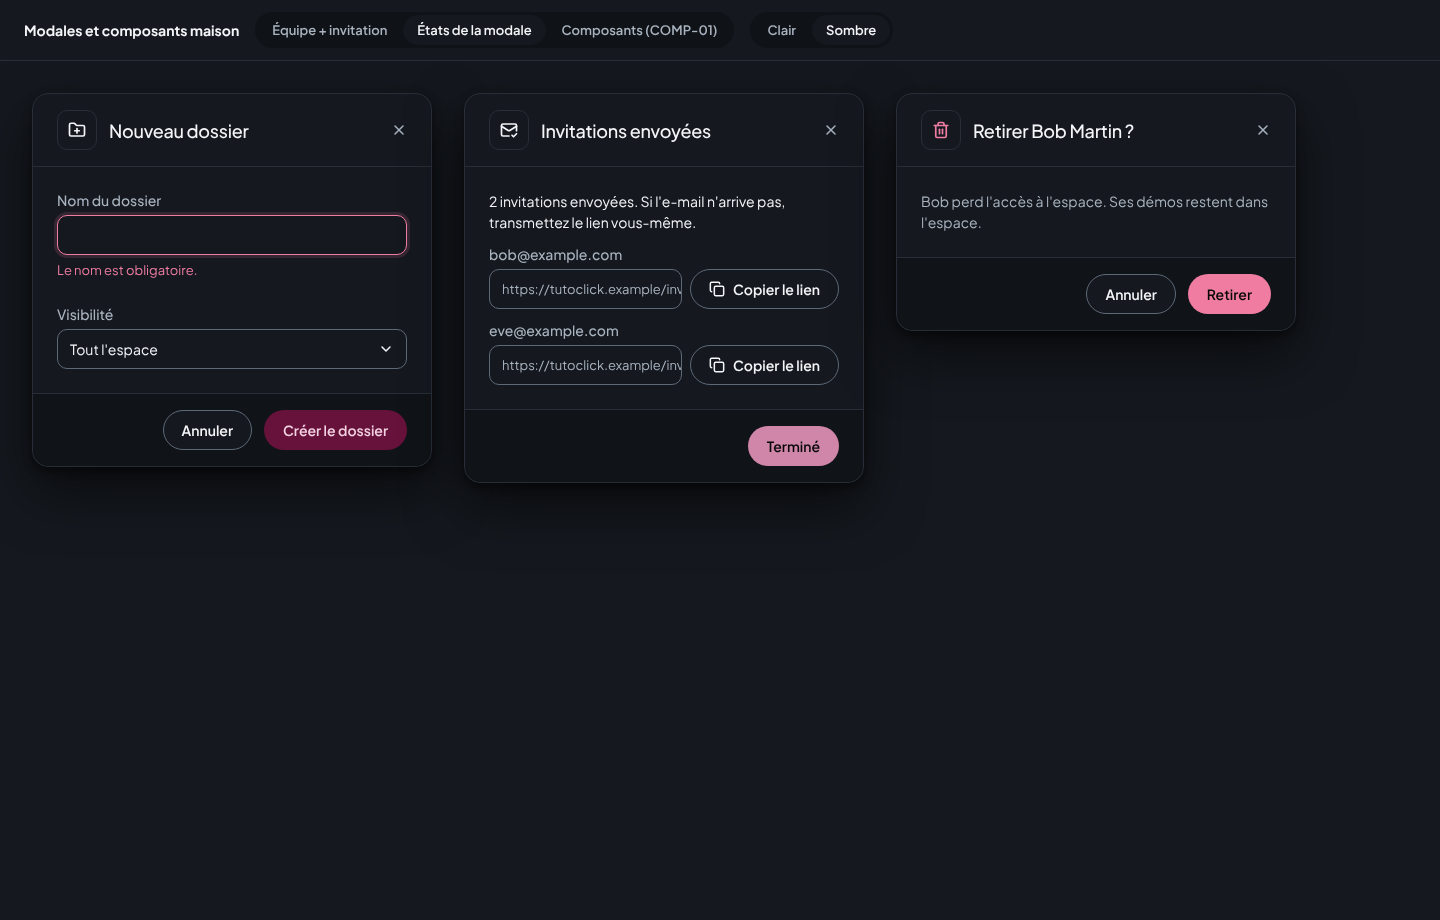 Modales et composants maison
Équipe + invitation
États de la modale
Composants (COMP-01)
Clair
Sombre
Nouveau dossier
Nom du dossier
Le nom est obligatoire.
Visibilité
Tout l'espace
Annuler
Créer le dossier
Invitations envoyées
2 invitations envoyées. Si l'e-mail n'arrive pas,
transmettez le lien vous-même.
bob@example.com
https://tutoclick.example/inv
Copier le lien
eve@example.com
https://tutoclick.example/inv
Copier le lien
Terminé
Retirer Bob Martin ?
Bob perd l'accès à l'espace. Ses démos restent dans
l'espace.
Annuler
Retirer